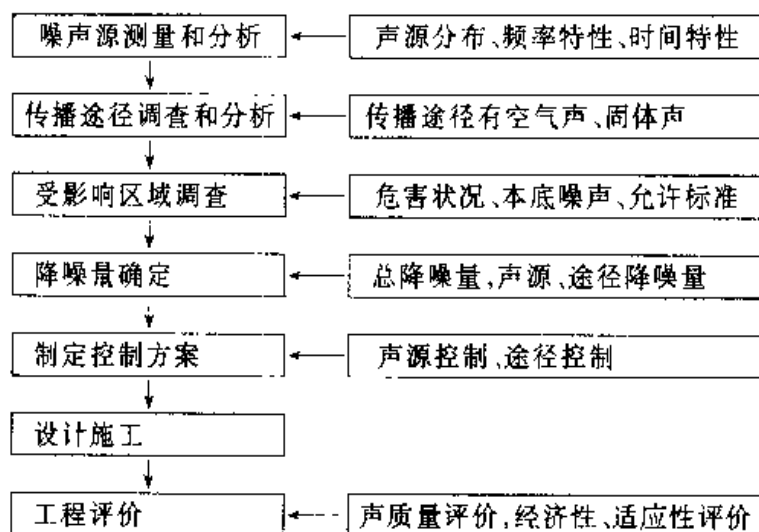 噪声源测量和分析
声源分布、频率特性、时间特性
传播途径调查和分析
传播途径有空气声、固体声
受影响区域调查
危害状况、本底噪声、允许标准
降噪量确定
总降噪量,声源、途径降噪量
制定控制方案
声源控制、途径控制
设计施工
工程评价
声质量评价,经济性、适应性评价